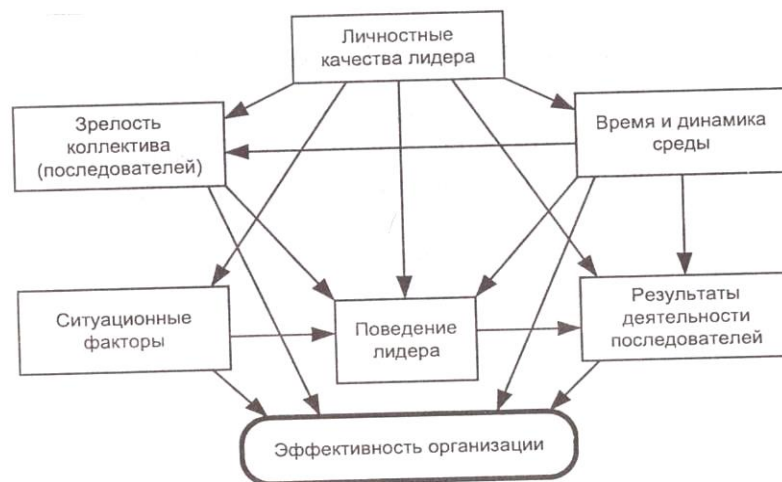 Личностные
качества лидера
Зрелость
коллектива
(последователей)
Время и динамика
среды
Ситуационные
факторы
Поведение
лидера
Результаты
деятельности
последователей
Эффективность организации